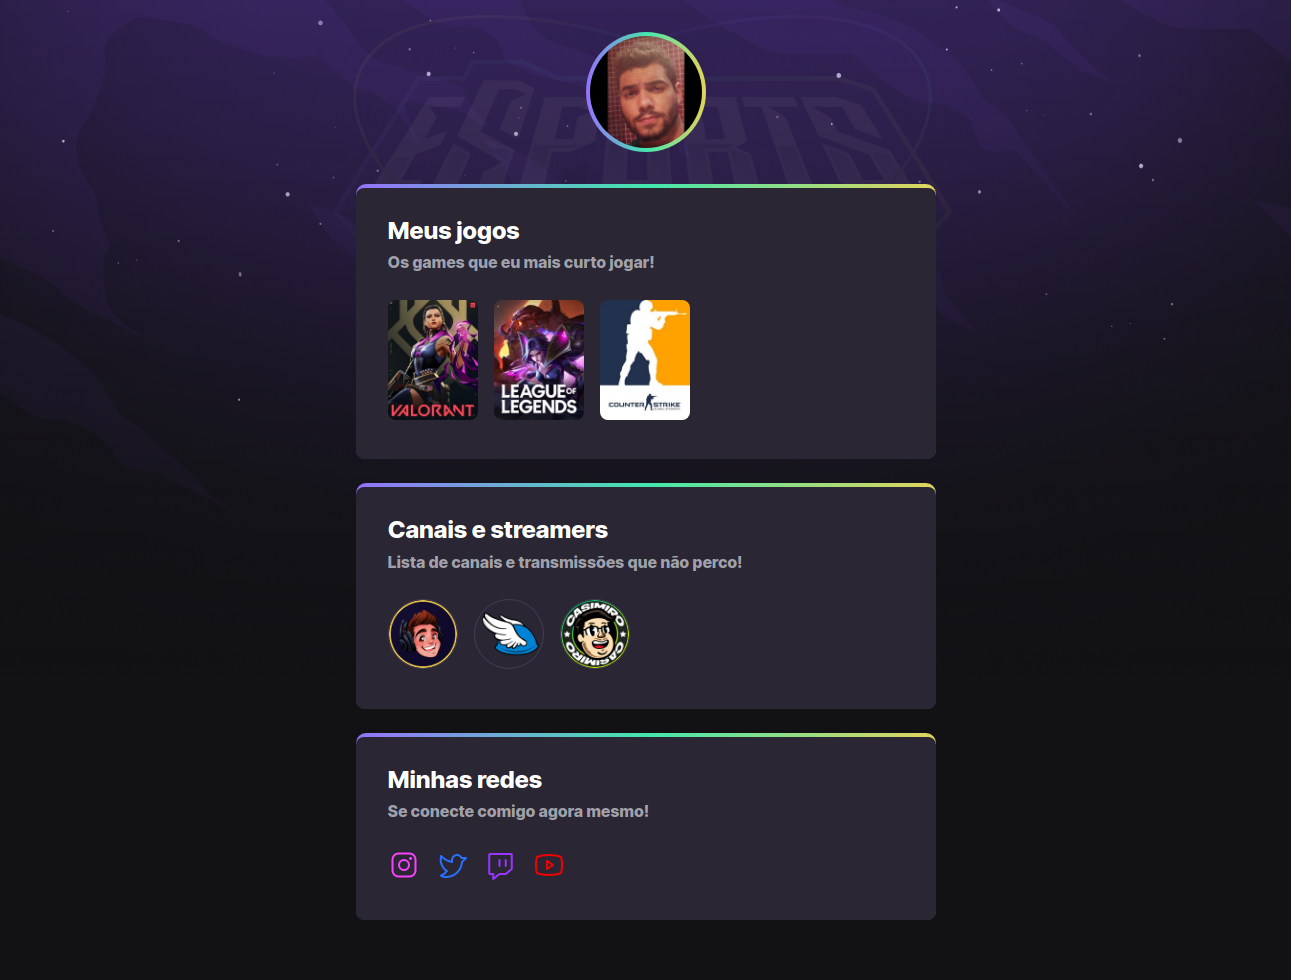 ESPORTS
Meus jogos
Os games que eu mais curto jogar!
VALORANT
LEAGUE OF
LEGENDS
COUNTER STRIKE
Canais e streamers
Lista de canais e transmissões que não perco!
CASIMIRO
CASIMIRO
Minhas redes
Se conecte comigo agora mesmo!